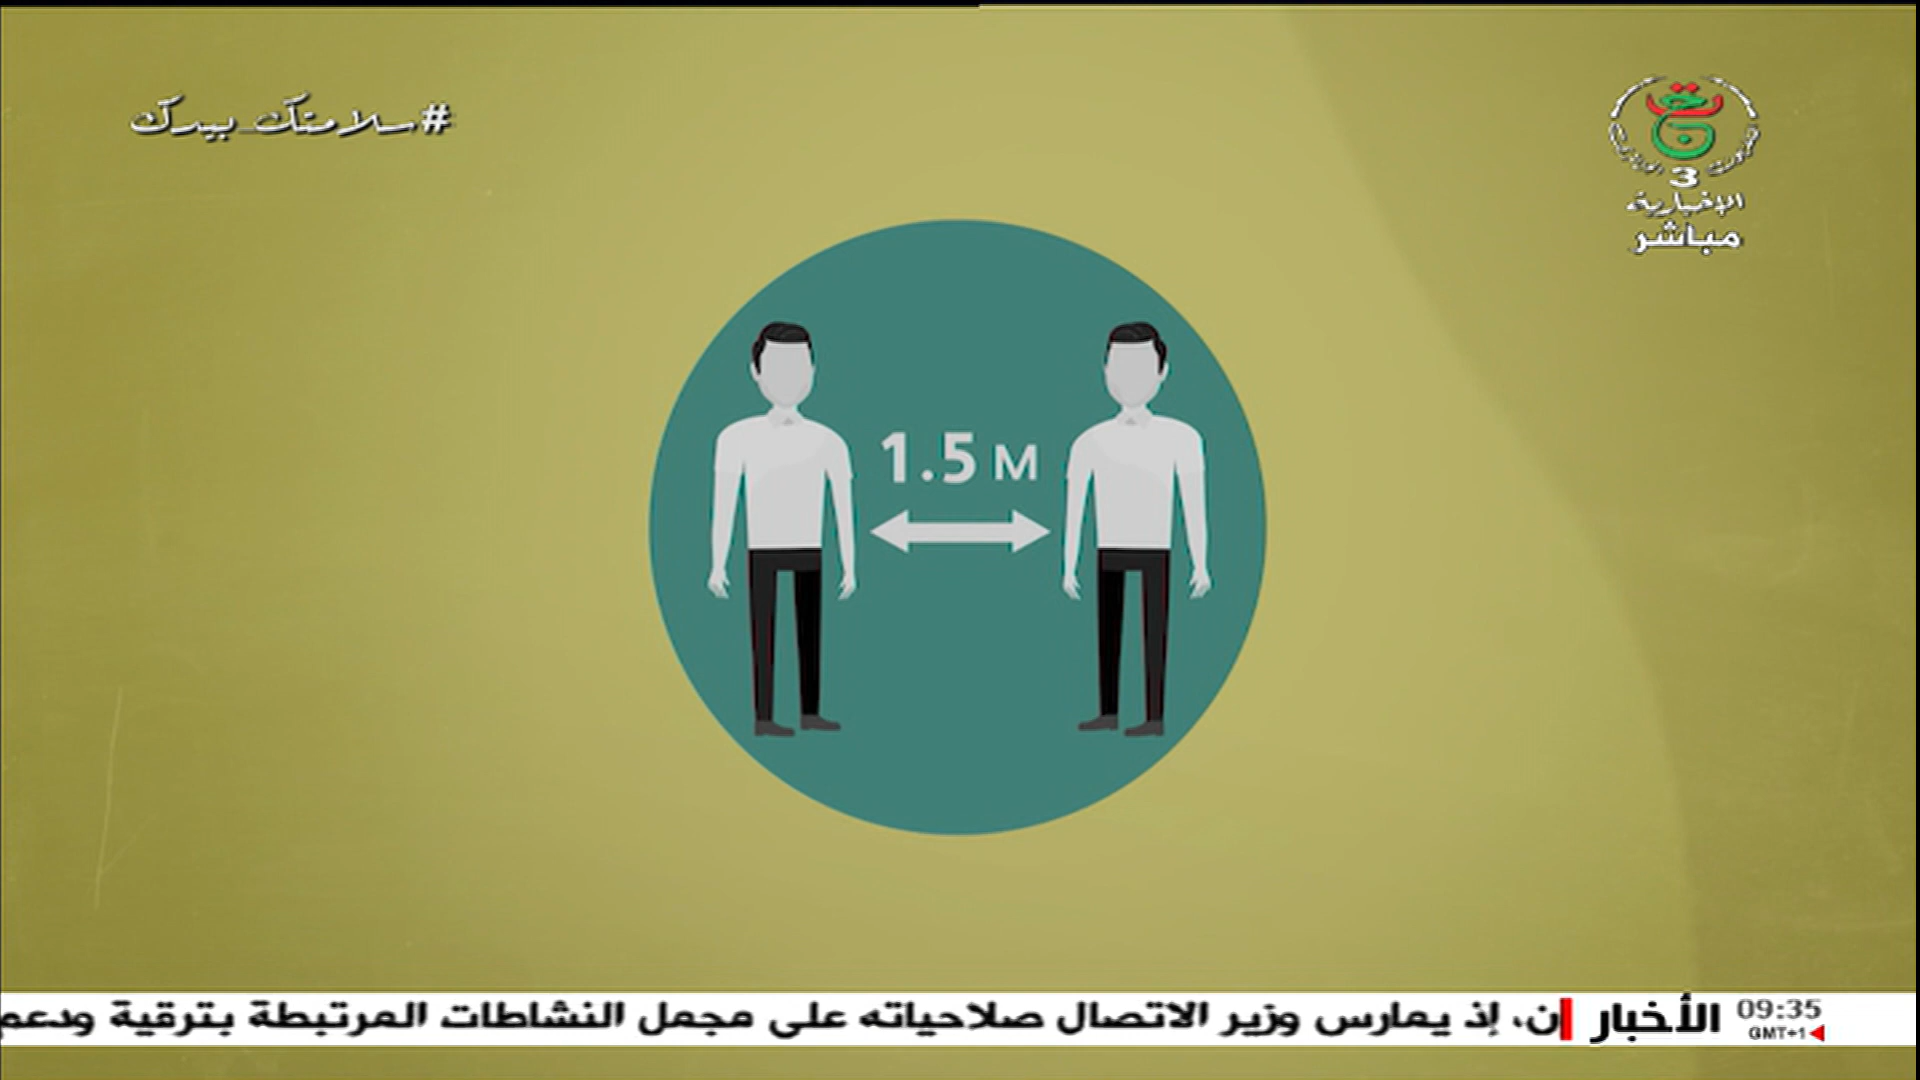 #سلامتك_بيدك
3
الإخبارية
مباشر
1.5 M
09:35
GMT+1
الأخبار
ن، إذ يمارس وزير الاتصال صلاحياته على مجمل النشاطات المرتبطة بترقية ودعم